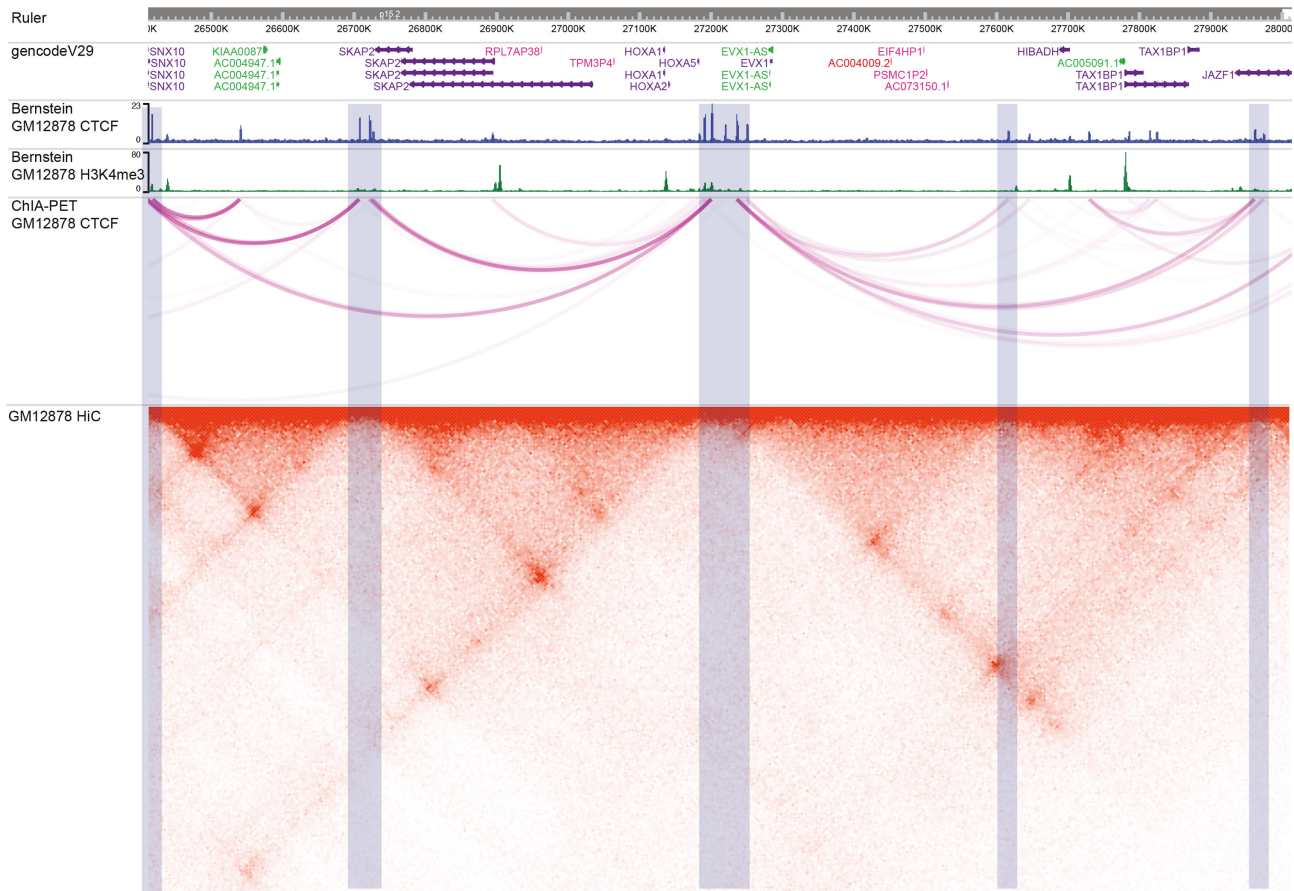 Ruler
p15.2
K 26500K 26600K 26700K 26800K 26900K 27000K 27100K 27200K 27300K 27400K 27500K 27600K 27700K 27800K 27900K 28000
gencodeV29
SNX10 KIAA0087 SKAP2 RPL7AP38 HOXA1 EVX1-AS EIF4HP1 HIBADH TAX1BP1
SNX10 AC004947.1 SKAP2 TPM3P4 HOXA5 EVX1 AC004009.2 AC005091.1
SNX10 AC004947.1 SKAP2 HOXA1 EVX1-AS PSMC1P2 TAX1BP1 JAZF1
SNX10 AC004947.1 SKAP2 HOXA2 EVX1-AS AC073150.1 TAX1BP1
Bernstein 23
GM12878 CTCF
0
Bernstein 80
GM12878 H3K4me3
0
ChIA-PET
GM12878 CTCF
GM12878 HiC